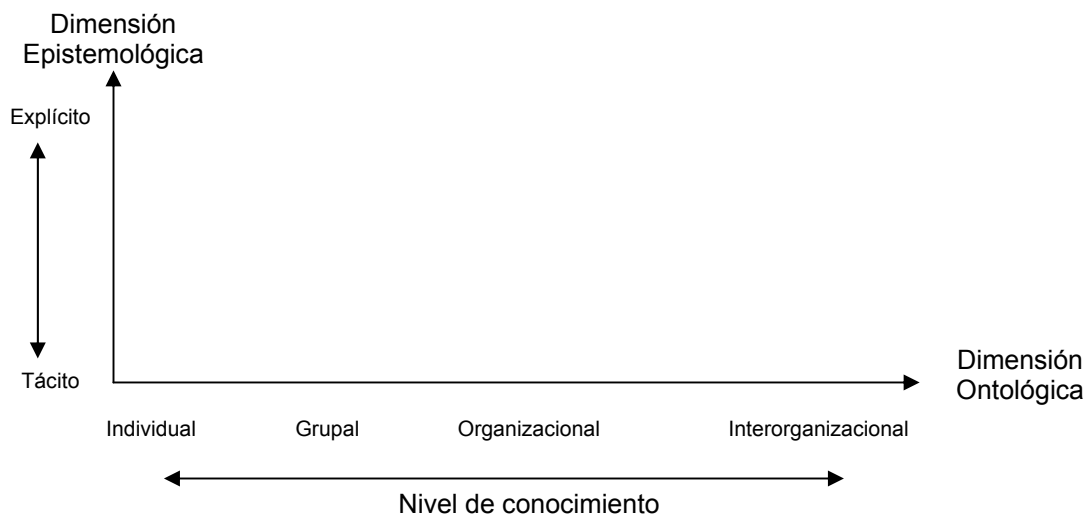 Dimensión
Epistemológica
Explícito
Tácito
Dimensión
Ontológica
Individual Grupal Organizacional Interorganizacional
Nivel de conocimiento